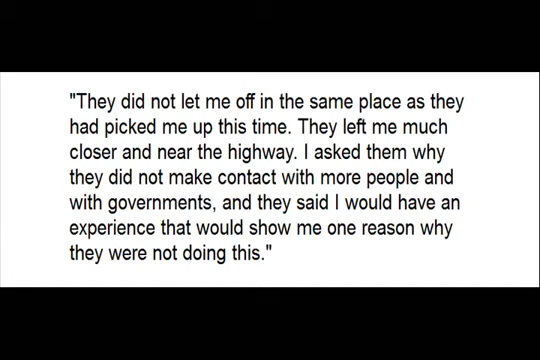 "They did not let me off in the same place as they
had picked me up this time. They left me much
closer and near the highway. I asked them why
they did not make contact with more people and
with governments, and they said I would have an
experience that would show me one reason why
they were not doing this."